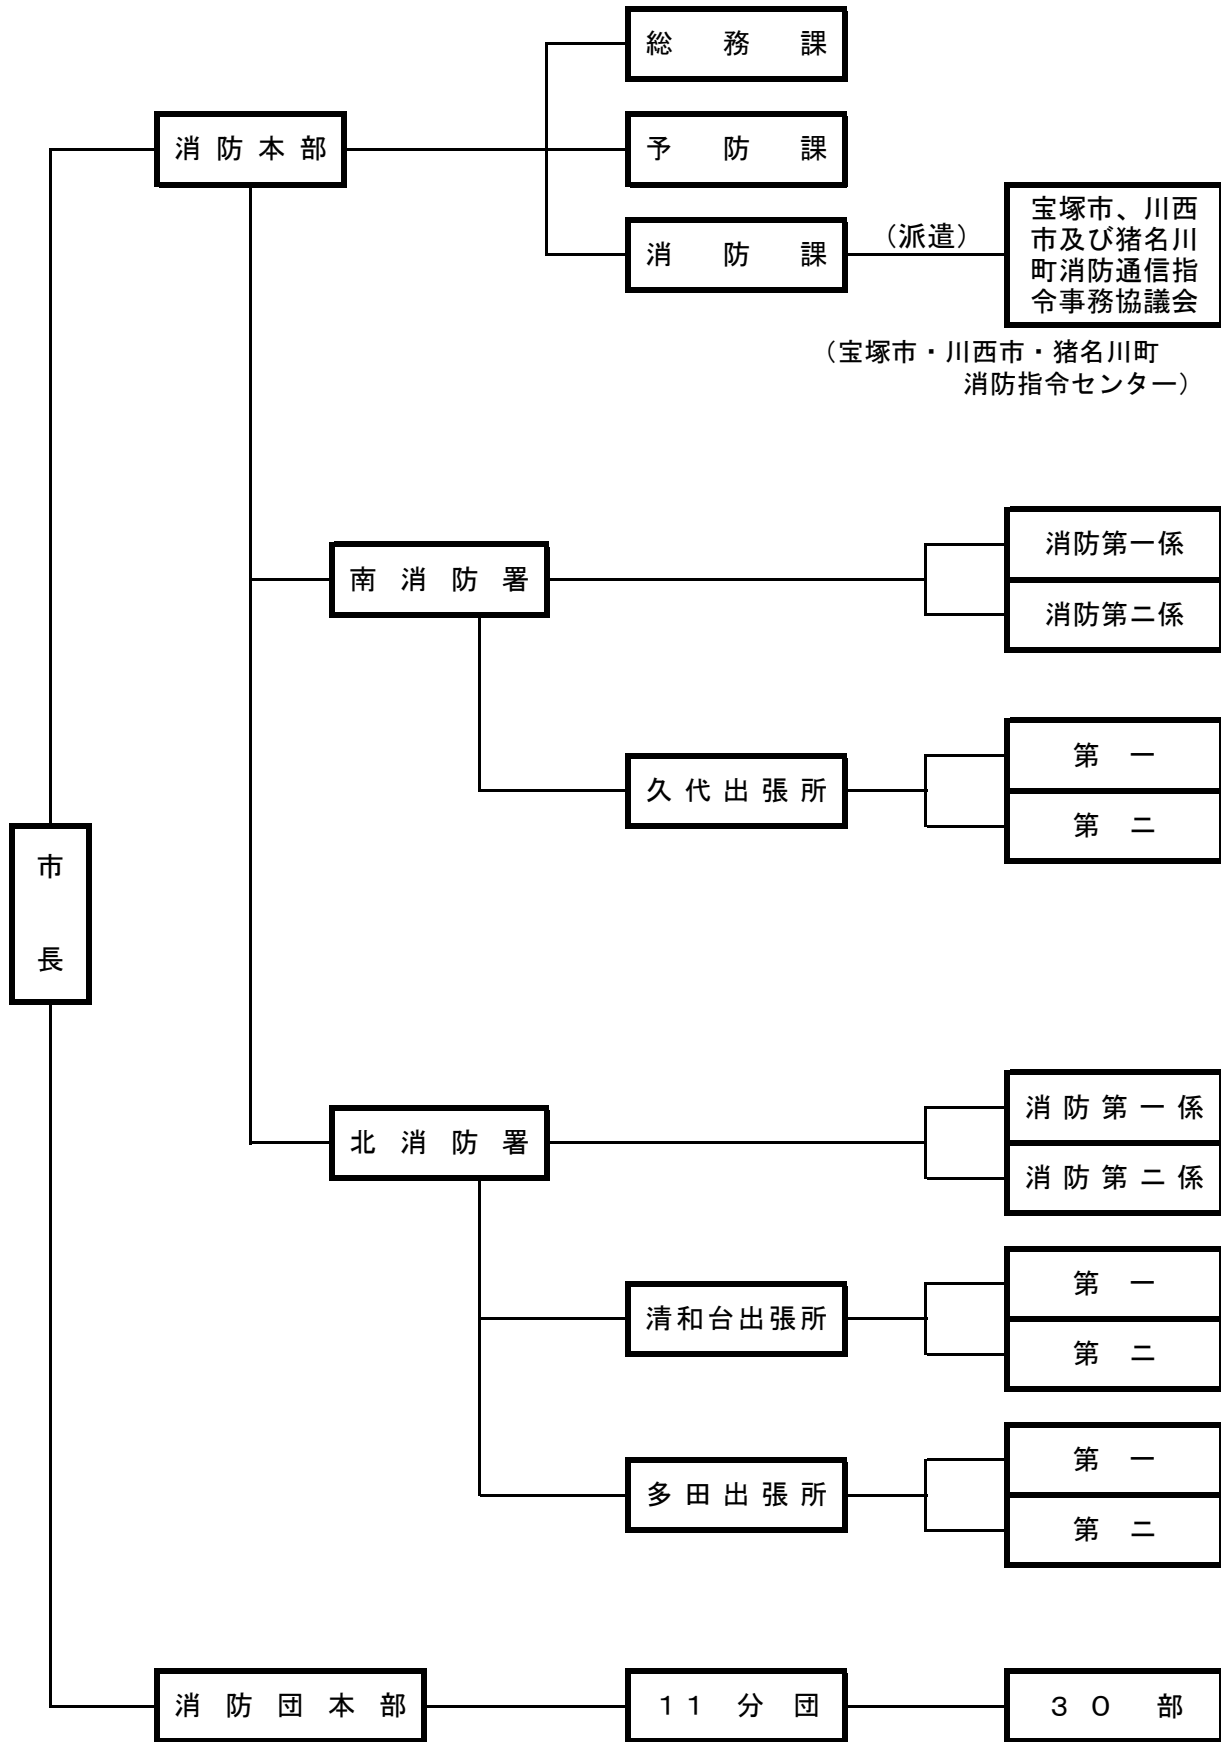 総務課
消防本部
予防課
消防課
（派遣）
宝塚市、川西
市及び猪名川
町消防通信指
令事務協議会
（宝塚市・川西市・猪名川町
消防指令センター）
南消防署
消防第一係
消防第二係
久代出張所
第一
第二
市
長
北消防署
消防第一係
消防第二係
清和台出張所
第一
第二
多田出張所
第一
第二
消防団本部
１１分団
３０部